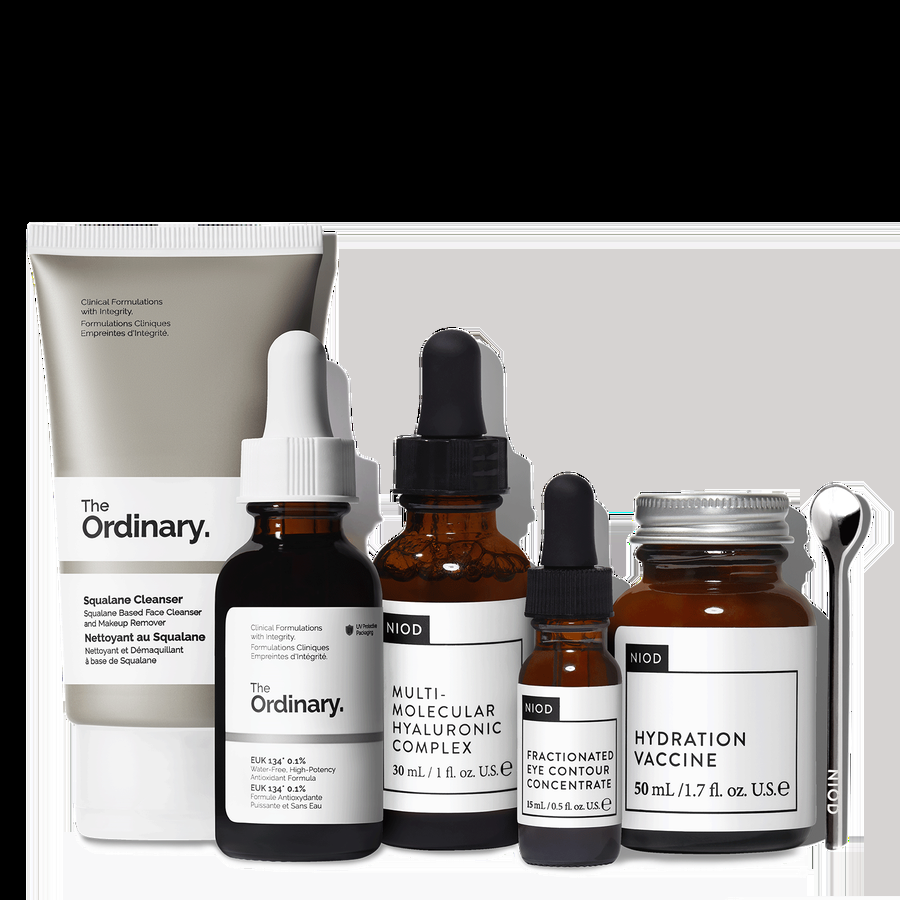 Clinical Formulations
with Integrity.
Formulations Cliniques
Empreintes d'Intégrité.
The
Ordinary.
Squalane Cleanser
Squalane Based Face Cleanser
and Makeup Remover
Nettoyant au Squalane
Nettoyant et Démaquillant
à base de Squalane
Clinical Formulations
with Integrity.
Formulations Cliniques
Empreintes d'Intégrité.
UV Protective
Packaging
The
Ordinary.
EUK 134* 0.1%
Water-Free, High-Potency
Antioxidant Formula
EUK 134* 0.1%
Formule Antioxydante
Puissante et Sans Eau
NIOD
MULTI-
MOLECULAR
HYALURONIC
COMPLEX
30 mL / 1 fl. oz. U.S.℮
NIOD
FRACTIONATED
EYE CONTOUR
CONCENTRATE
15 mL / 0.5 fl. oz. U.S.℮
NIOD
HYDRATION
VACCINE
50 mL /1.7 fl. oz. U.S.℮
NIOD